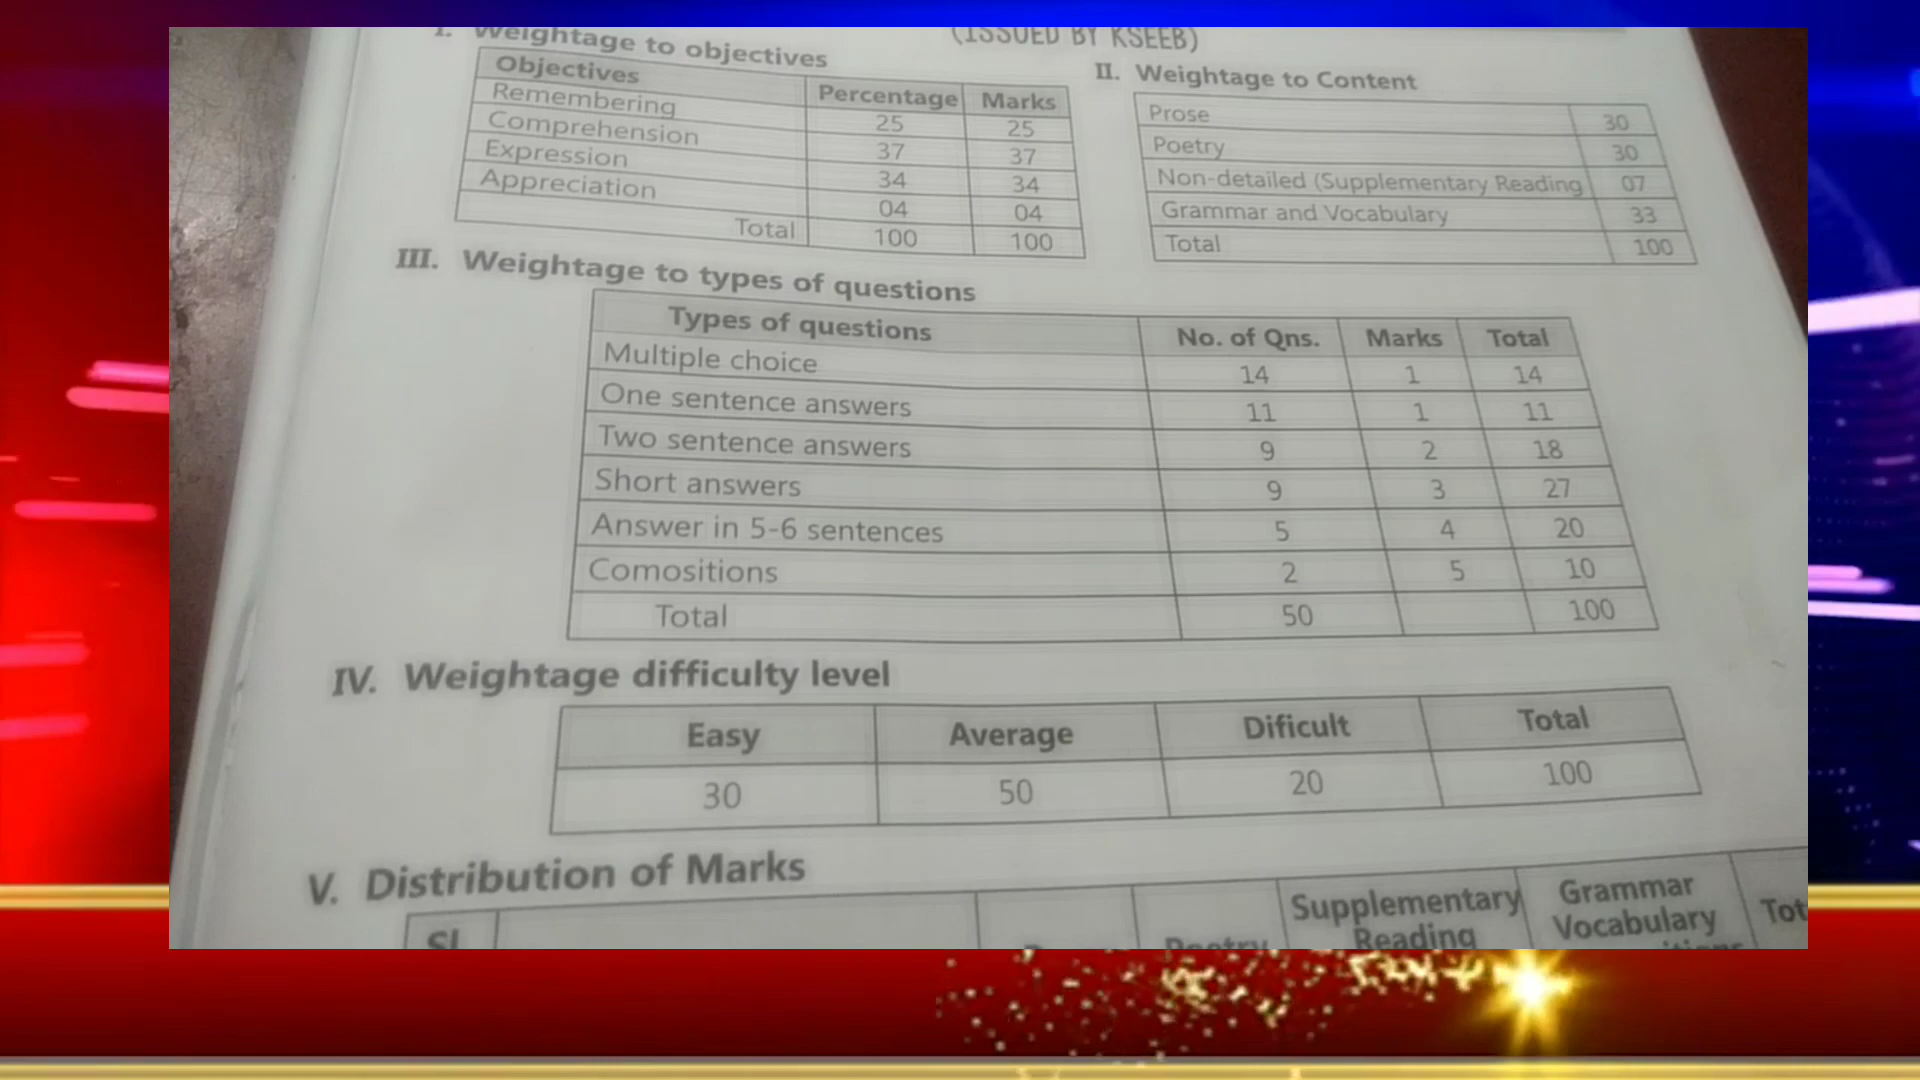 (ISSUED BY KSEEB)
I. Weightage to objectives
Objectives Percentage Marks
Remembering 25 25
Comprehension 37 37
Expression 34 34
Appreciation 04 04
Total 100 100
II. Weightage to Content
Prose 30
Poetry 30
Non-detailed (Supplementary Reading 07
Grammar and Vocabulary 33
Total 100
III. Weightage to types of questions
Types of questions No. of Qns. Marks Total
Multiple choice 14 1 14
One sentence answers 11 1 11
Two sentence answers 9 2 18
Short answers 9 3 27
Answer in 5-6 sentences 5 4 20
Comositions 2 5 10
Total 50 100
IV. Weightage difficulty level
Easy Average Dificult Total
30 50 20 100
V. Distribution of Marks
Sl Poetry Supplementary Reading Grammar Vocabulary